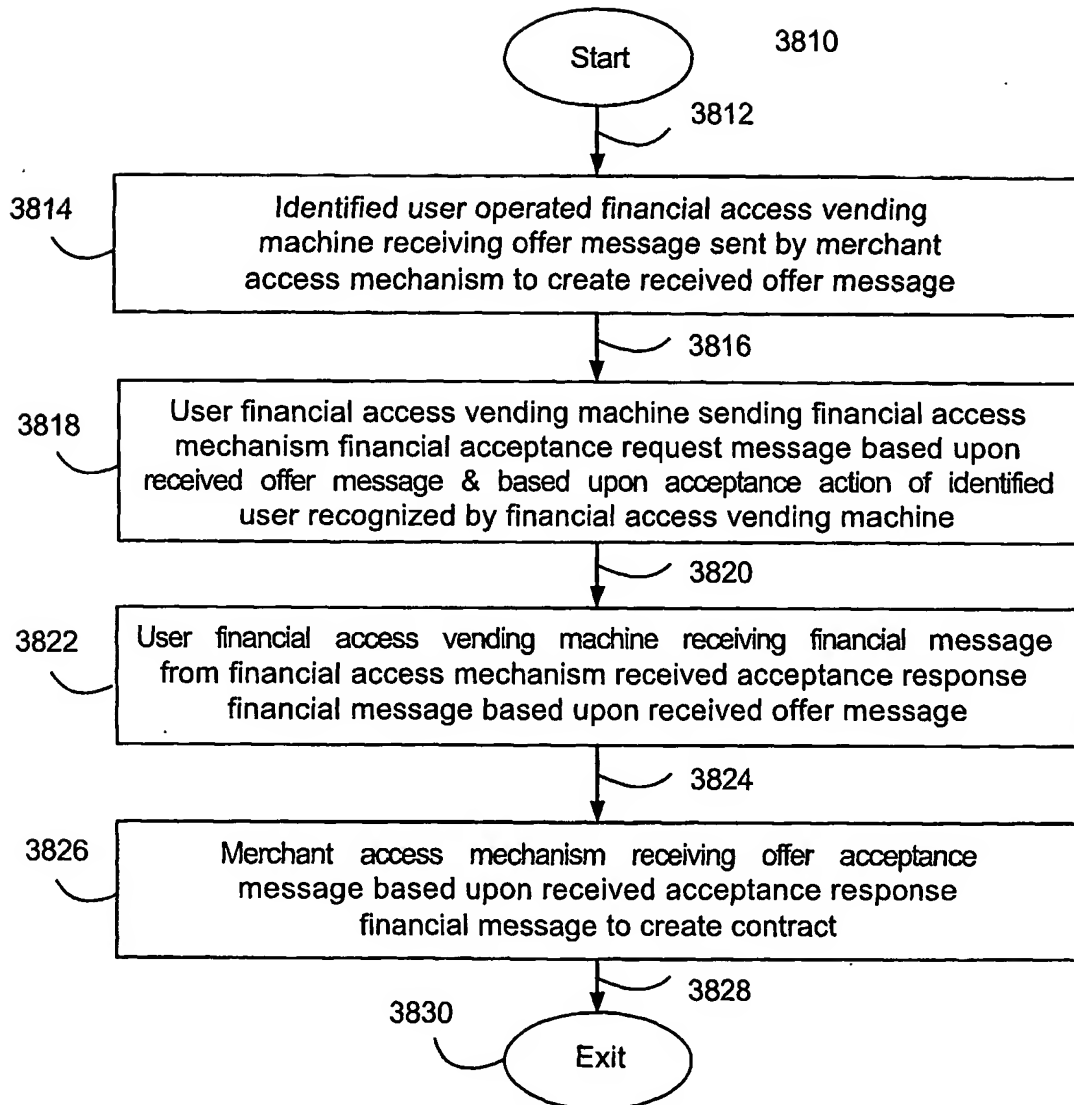 Start
3810
3812
3814
Identified user operated financial access vending
machine receiving offer message sent by merchant
access mechanism to create received offer message
3816
3818
User financial access vending machine sending financial access
mechanism financial acceptance request message based upon
received offer message & based upon acceptance action of identified
user recognized by financial access vending machine
3820
3822
User financial access vending machine receiving financial message
from financial access mechanism received acceptance response
financial message based upon received offer message
3824
3826
Merchant access mechanism receiving offer acceptance
message based upon received acceptance response
financial message to create contract
3828
3830
Exit